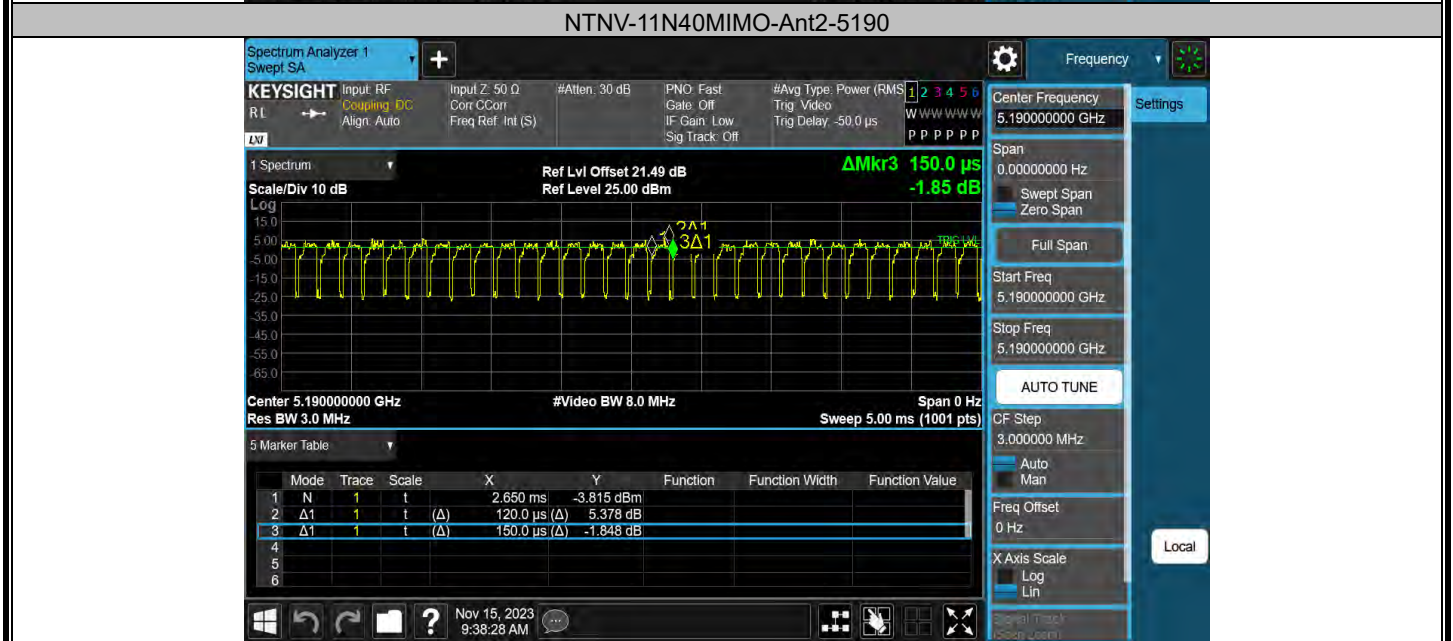 NTNV-11N40MIMO-Ant2-5190
Spectrum Analyzer 1
Swept SA
+
Frequency
KEYSIGHT
RL
LXI
Input: RF
Coupling: DC
Align: Auto
Input Z: 50 Ω
Corr CCorr
Freq Ref: Int (S)
#Atten: 30 dB
PNO: Fast
Gate: Off
IF Gain: Low
Sig Track: Off
#Avg Type: Power (RMS
Trig: Video
Trig Delay: -50.0 µs
1 2 3 4 5 6
W W W W W W
P P P P P P
1 Spectrum
Scale/Div 10 dB
Log
Ref Lvl Offset 21.49 dB
Ref Level 25.00 dBm
ΔMkr3 150.0 µs
-1.85 dB
15.0
5.00
-5.00
-15.0
-25.0
-35.0
-45.0
-55.0
-65.0
2Δ1
3Δ1
TRIG LVL
Center 5.190000000 GHz
#Video BW 8.0 MHz
Span 0 Hz
Res BW 3.0 MHz
Sweep 5.00 ms (1001 pts)
5 Marker Table
Mode Trace Scale X Y Function Function Width Function Value
1 N 1 t 2.650 ms -3.815 dBm
2 Δ1 1 t (Δ) 120.0 µs (Δ) 5.378 dB
3 Δ1 1 t (Δ) 150.0 µs (Δ) -1.848 dB
4
5
6
?
Nov 15, 2023
9:38:28 AM
Center Frequency
5.190000000 GHz
Settings
Span
0.00000000 Hz
Swept Span
Zero Span
Full Span
Start Freq
5.190000000 GHz
Stop Freq
5.190000000 GHz
AUTO TUNE
CF Step
3.000000 MHz
Auto
Man
Freq Offset
0 Hz
X Axis Scale
Log
Lin
Local
Signal Track
(Span Zoom)